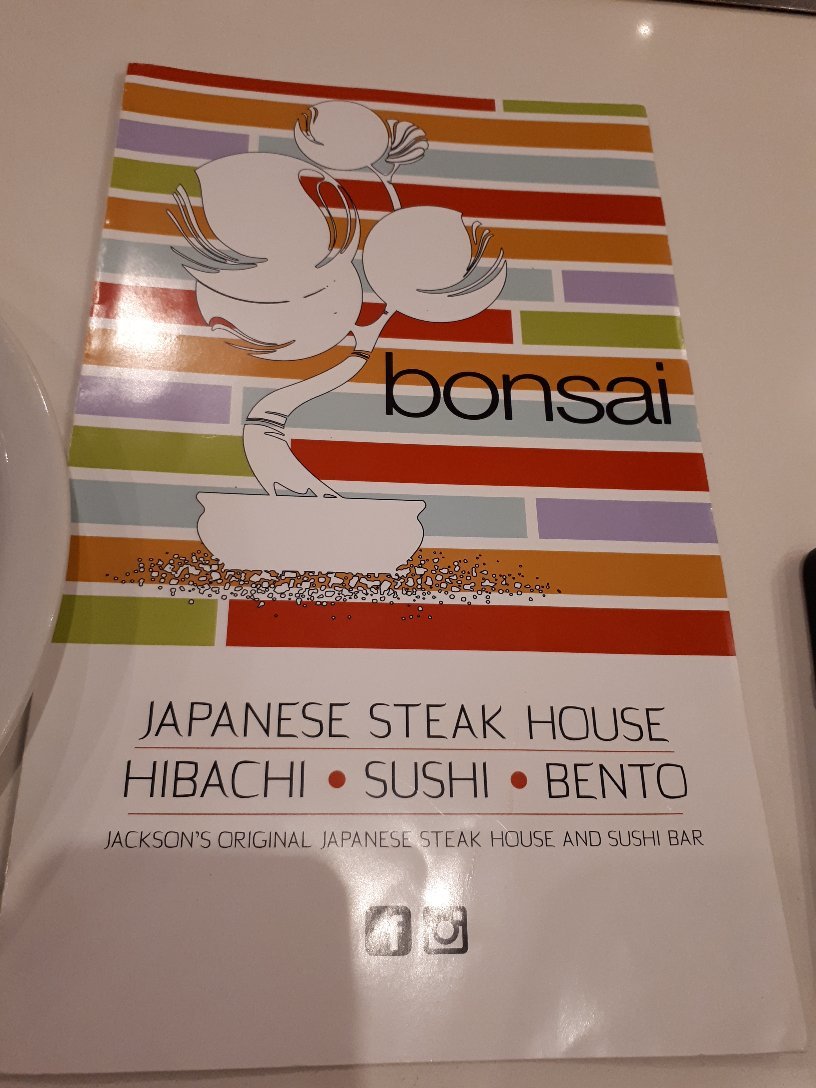 bonsai
JAPANESE STEAK HOUSE
HIBACHI • SUSHI • BENTO
JACKSON'S ORIGINAL JAPANESE STEAK HOUSE AND SUSHI BAR